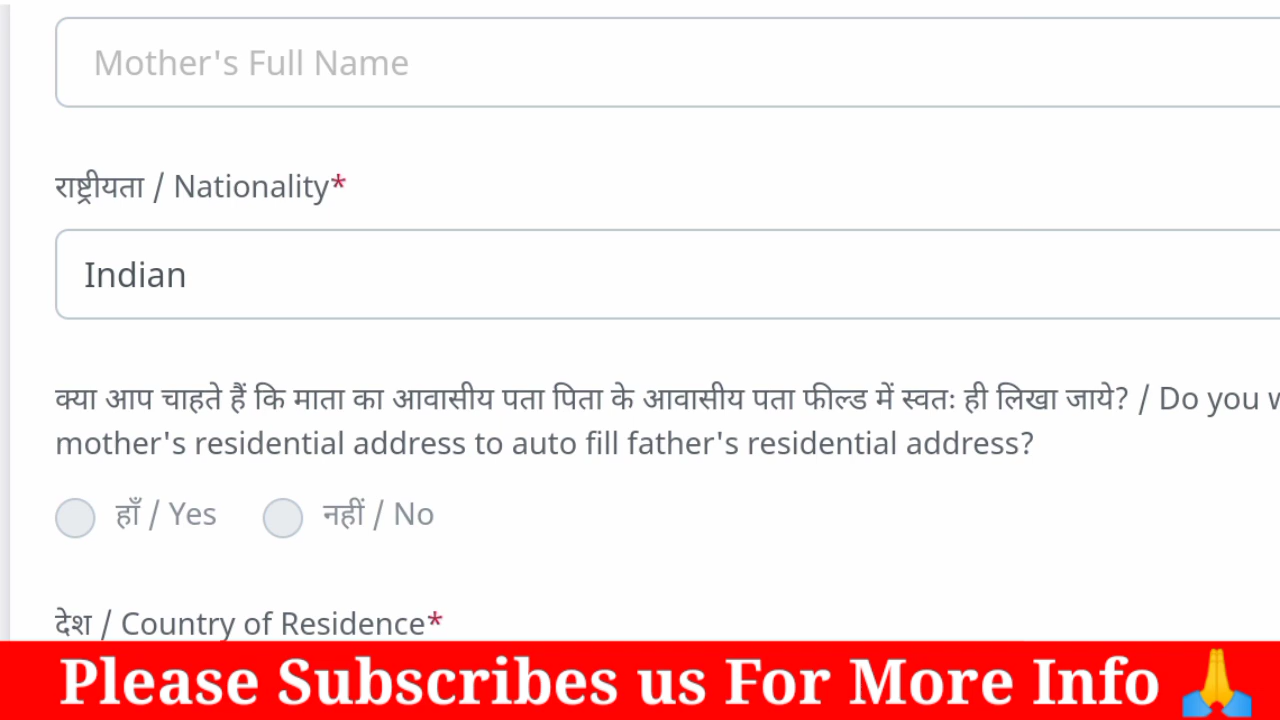 Mother's Full Name
राष्ट्रीयता / Nationality*
Indian
क्या आप चाहते हैं कि माता का आवासीय पता पिता के आवासीय पता फील्ड में स्वतः ही लिखा जाये? / Do you w
mother's residential address to auto fill father's residential address?
हाँ / Yes नहीं / No
देश / Country of Residence*
Please Subscribes us For More Info 🙏